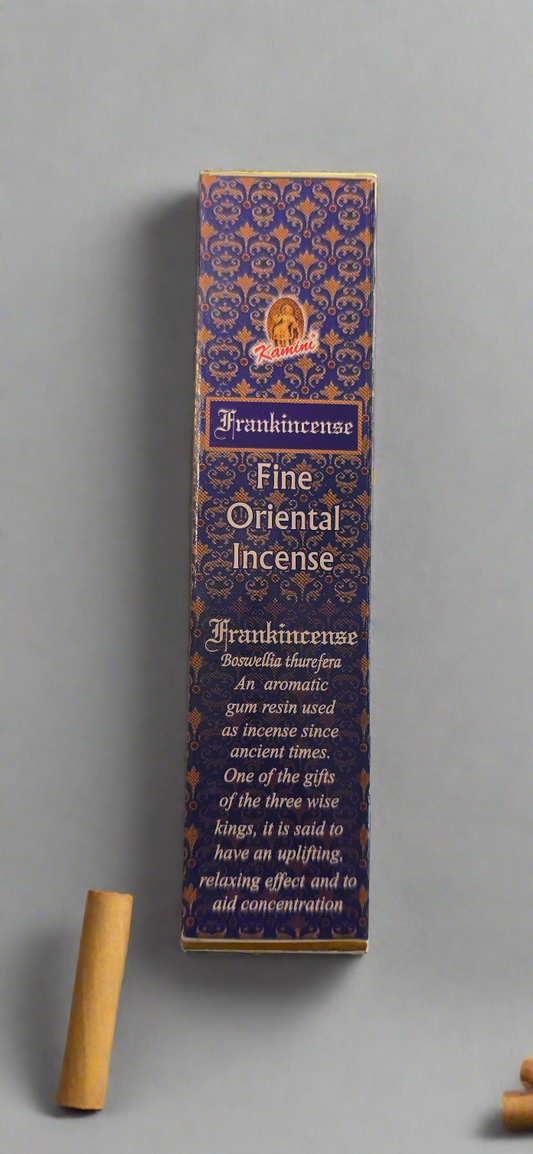 Kamini
Frankincense
Fine
Oriental
Incense
Frankincense
Boswellia thurefera
An aromatic
gum resin used
as incense since
ancient times.
One of the gifts
of the three wise
kings, it is said to
have an uplifting,
relaxing effect and to
aid concentration